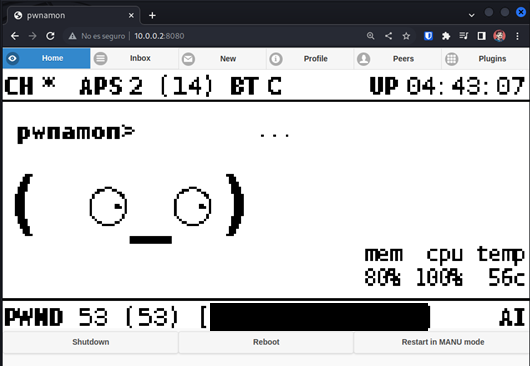 pwnamon
No es seguro | 10.0.0.2:8080
Home Inbox New Profile Peers Plugins
CH * APS 2 (14) BT C UP 04:43:07
pwnamon> ...
mem cpu temp
80% 100% 56c
PWND 53 (53) [ ] AI
Shutdown Reboot Restart in MANU mode